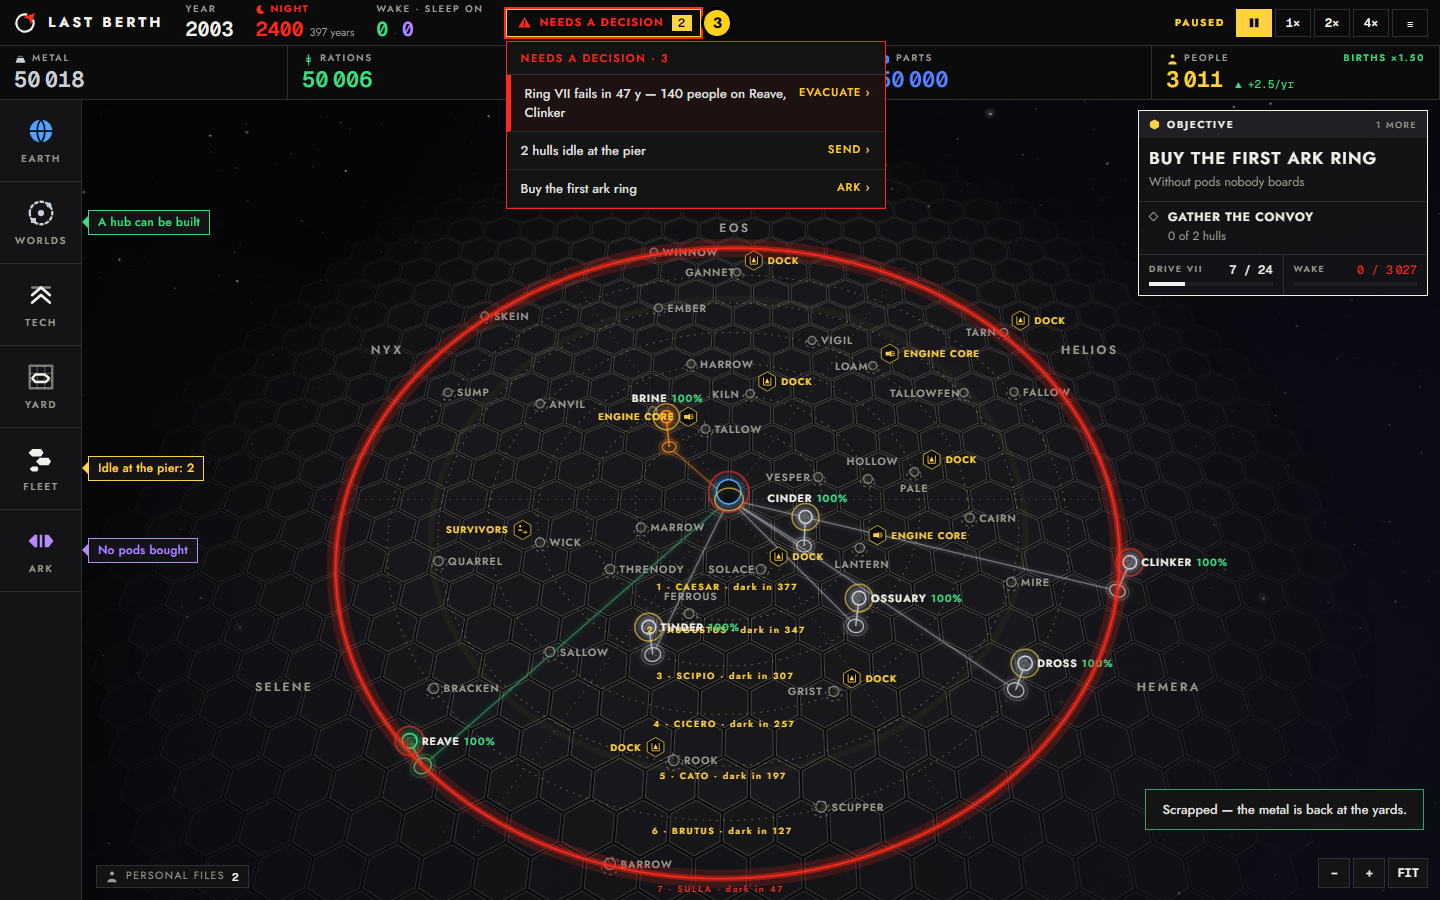 LAST BERTH
YEAR
2003
NIGHT
2400 397 years
WAKE · SLEEP ON
0 · 0
NEEDS A DECISION 2
3
PAUSED
1×
2×
4×
≡
METAL
50 018
RATIONS
50 006
PARTS
50 000
PEOPLE
BIRTHS ×1.50
3 011 ▲ +2.5/yr
NEEDS A DECISION · 3
Ring VII fails in 47 y — 140 people on Reave,
Clinker
EVACUATE ›
2 hulls idle at the pier
SEND ›
Buy the first ark ring
ARK ›
OBJECTIVE
1 MORE
BUY THE FIRST ARK RING
Without pods nobody boards
GATHER THE CONVOY
0 of 2 hulls
DRIVE VII 7 / 24
WAKE 0 / 3 027
EARTH
WORLDS
A hub can be built
TECH
YARD
FLEET
Idle at the pier: 2
ARK
No pods bought
EOS
WINNOW
DOCK
GANNET
EMBER
SKEIN
TARN
DOCK
VIGIL
NYX
HELIOS
ENGINE CORE
HARROW
LOAM
DOCK
SUMP
KILN
TALLOWFEN
FALLOW
BRINE 100%
ANVIL
ENGINE CORE
TALLOW
HOLLOW
DOCK
VESPER
PALE
CINDER 100%
CAIRN
SURVIVORS
MARROW
ENGINE CORE
WICK
DOCK
QUARREL
THRENODY
SOLACE
LANTERN
CLINKER 100%
MIRE
1 · CAESAR · dark in 377
FERROUS
OSSUARY 100%
TINDER 100%
2 · AUGUSTUS · dark in 347
SALLOW
DROSS 100%
3 · SCIPIO · dark in 307
DOCK
SELENE
BRACKEN
GRIST
HEMERA
4 · CICERO · dark in 257
REAVE 100%
DOCK
ROOK
5 · CATO · dark in 197
SCUPPER
6 · BRUTUS · dark in 127
BARROW
7 · SULLA · dark in 47
Scrapped — the metal is back at the yards.
PERSONAL FILES 2
−
+
FIT